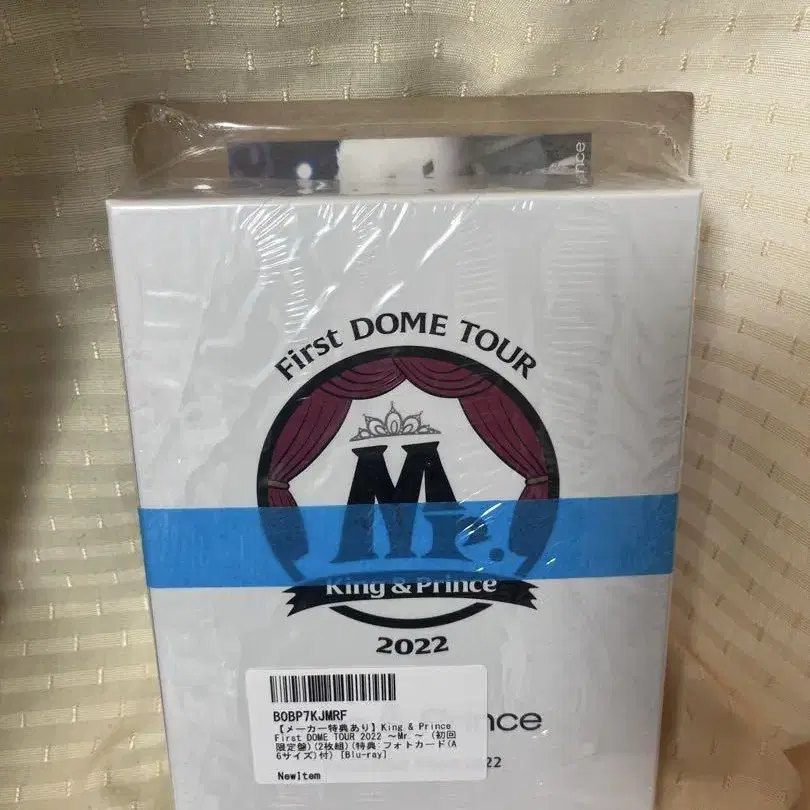 ince
First DOME TOUR
Mr.
King & Prince
2022
B0BP7KJMRF
【メーカー特典あり】King & Prince
First DOME TOUR 2022 ～Mr.～ (初回
限定盤)(2枚組)(特典:フォトカード(A
6サイズ)付) [Blu-ray]
NewItem
rince
22